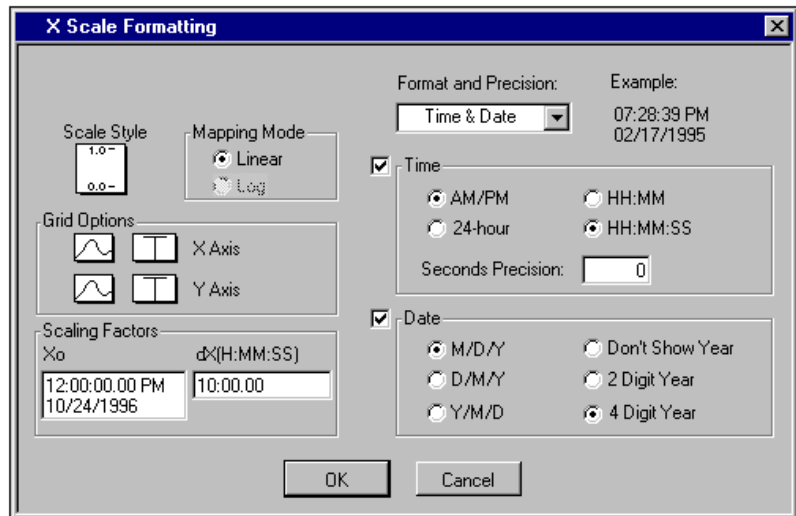 X Scale Formatting
Format and Precision:
Example:
Time & Date
07:28:39 PM
02/17/1995
Scale Style
1.0
0.0
Mapping Mode
Linear
Log
Time
AM/PM
HH:MM
24-hour
HH:MM:SS
Seconds Precision:
0
Grid Options
X Axis
Y Axis
Scaling Factors
Xo
dX(H:MM:SS)
12:00:00.00 PM
10/24/1996
10:00.00
Date
M/D/Y
Don't Show Year
D/M/Y
2 Digit Year
Y/M/D
4 Digit Year
OK
Cancel